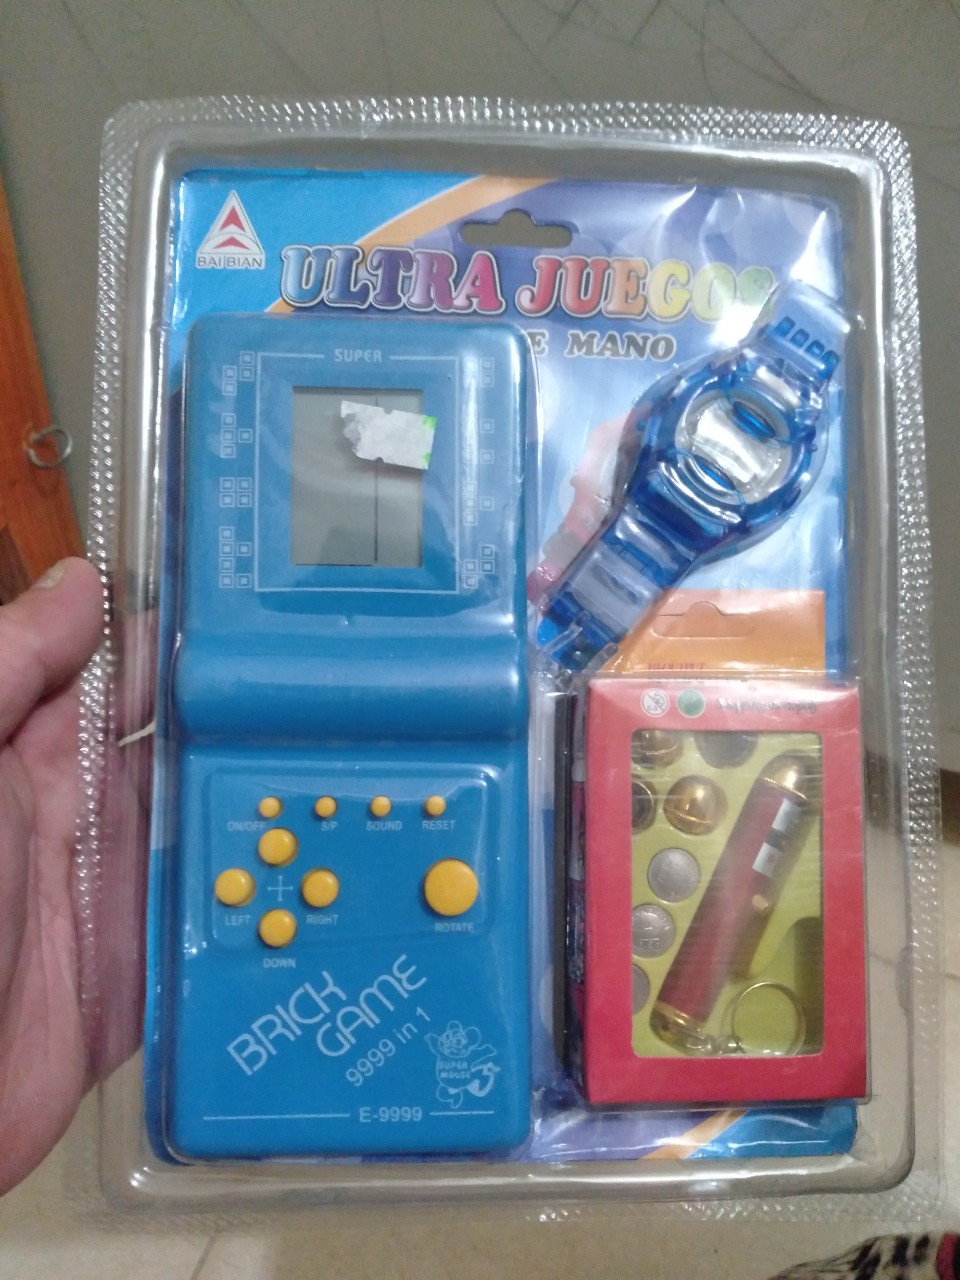 BAI BIAN
ULTRA JUEGOS
E MANO
SUPER
ON/OFF S/P SOUND RESET
LEFT RIGHT
ROTATE
DOWN
BRICK
GAME
9999 in 1
SUPER
MOUSE
E-9999